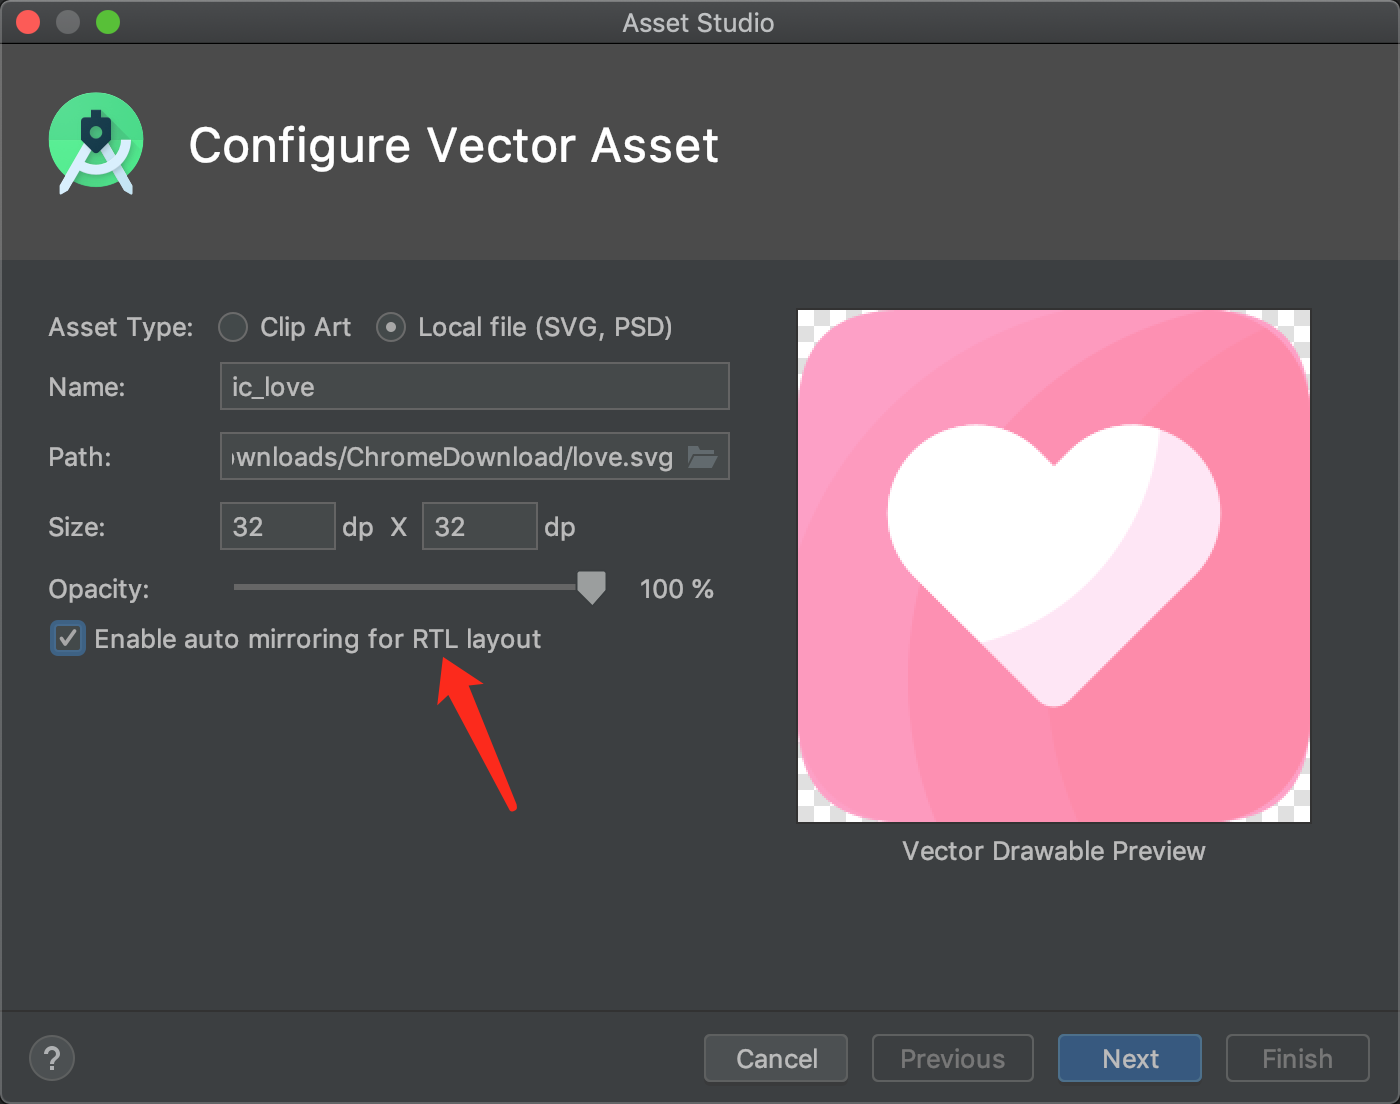 Asset Studio
Configure Vector Asset
Asset Type: Clip Art Local file (SVG, PSD)
Name: ic_love
Path: ownloads/ChromeDownload/love.svg
Size: 32 dp X 32 dp
Opacity: 100 %
Enable auto mirroring for RTL layout
Vector Drawable Preview
? Cancel Previous Next Finish